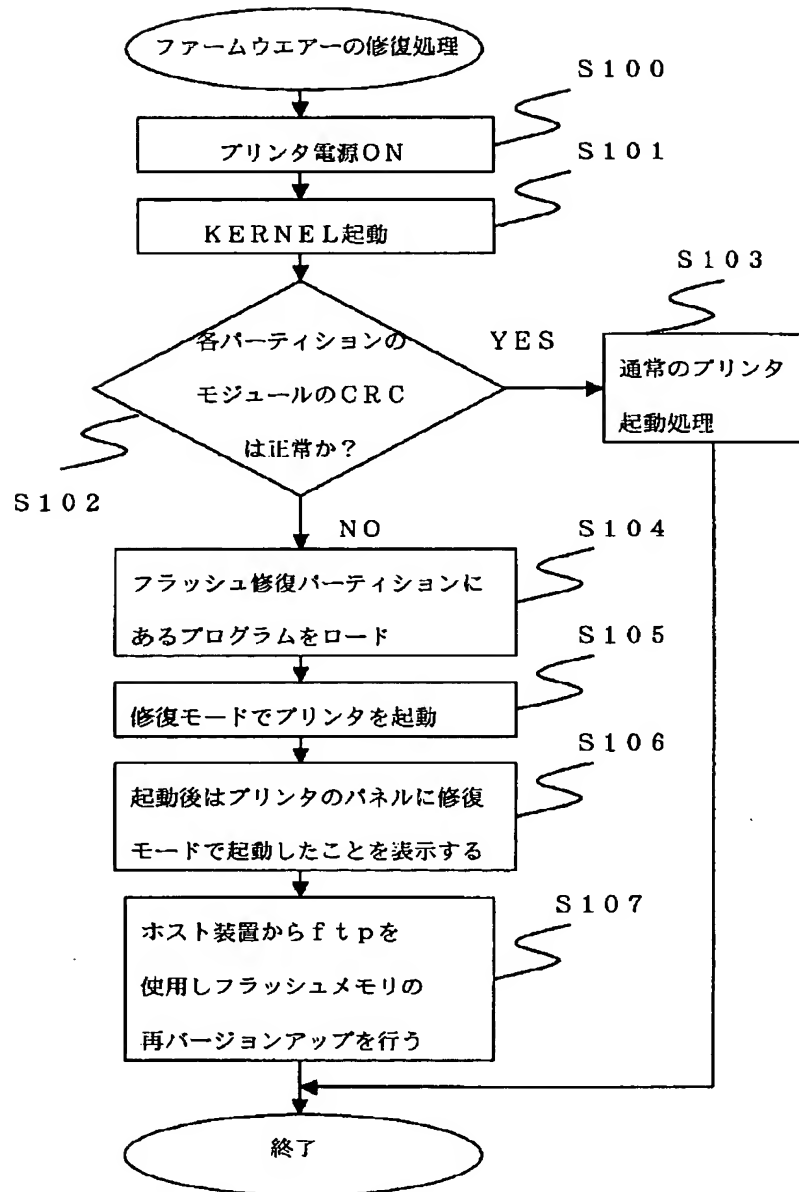 ファームウエアーの修復処理
S100
プリンタ電源ON
S101
KERNEL起動
S103
各パーティションの
モジュールのCRC
は正常か?
YES
通常のプリンタ
起動処理
S102
NO
S104
フラッシュ修復パーティションに
あるプログラムをロード
S105
修復モードでプリンタを起動
S106
起動後はプリンタのパネルに修復
モードで起動したことを表示する
S107
ホスト装置からftpを
使用しフラッシュメモリの
再バージョンアップを行う
終了